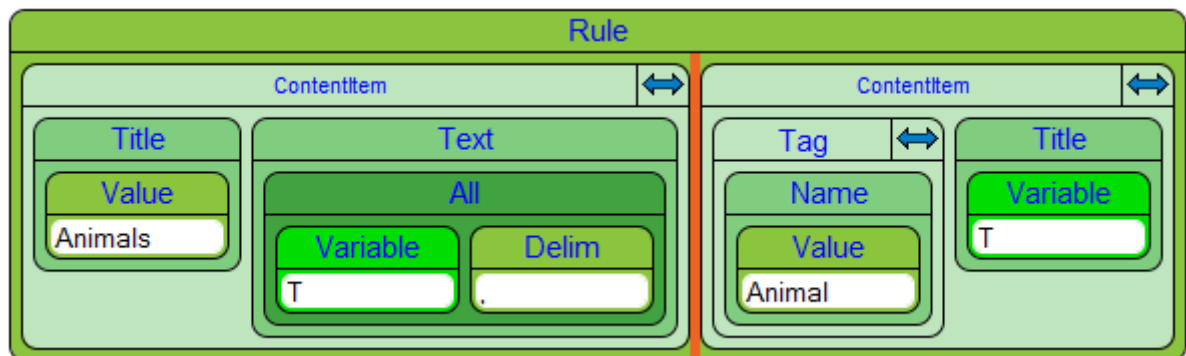 Rule
ContentItem
ContentItem
Title
Text
Tag
Title
Value
All
Name
Variable
Animals
Variable
Delim
Value
T
T
,
Animal